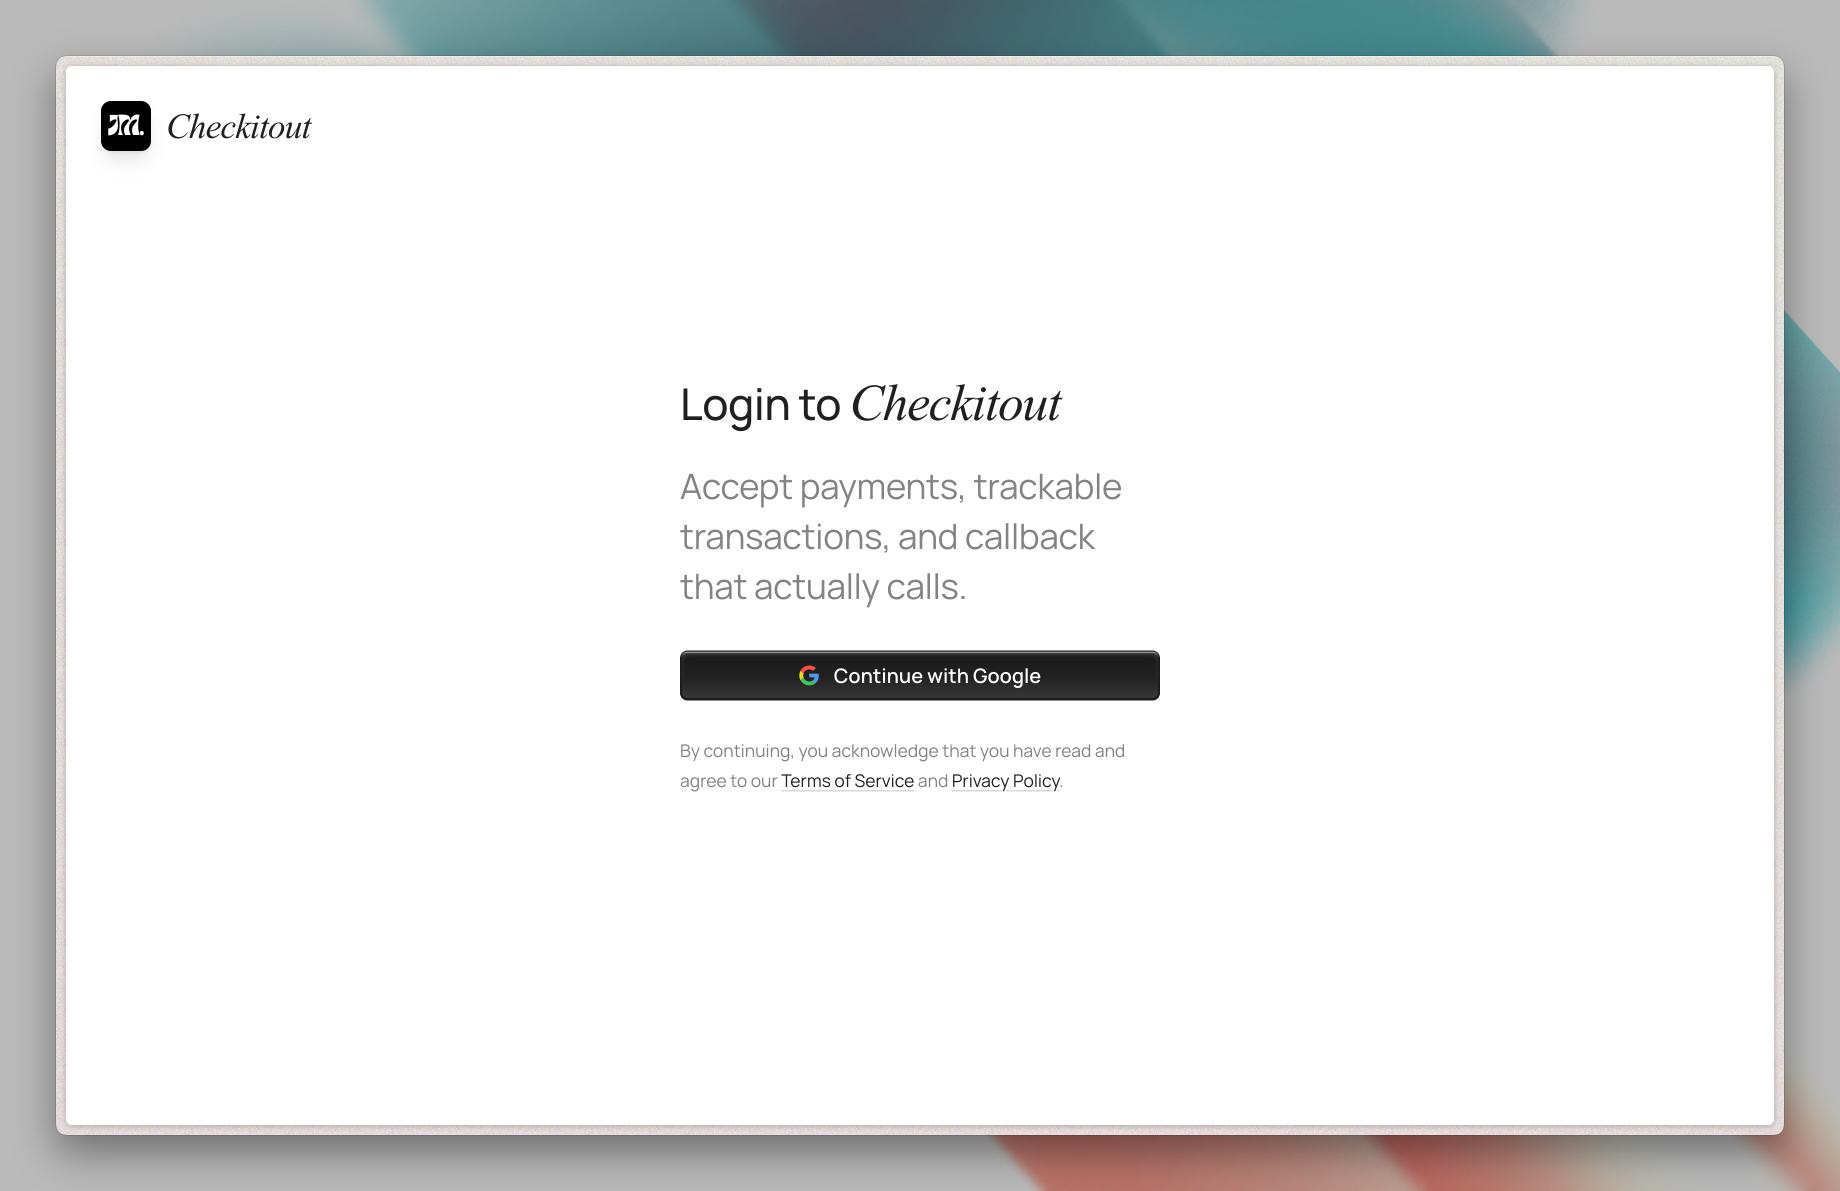 Checkitout
Login to Checkitout
Accept payments, trackable
transactions, and callback
that actually calls.
Continue with Google
By continuing, you acknowledge that you have read and
agree to our Terms of Service and Privacy Policy.